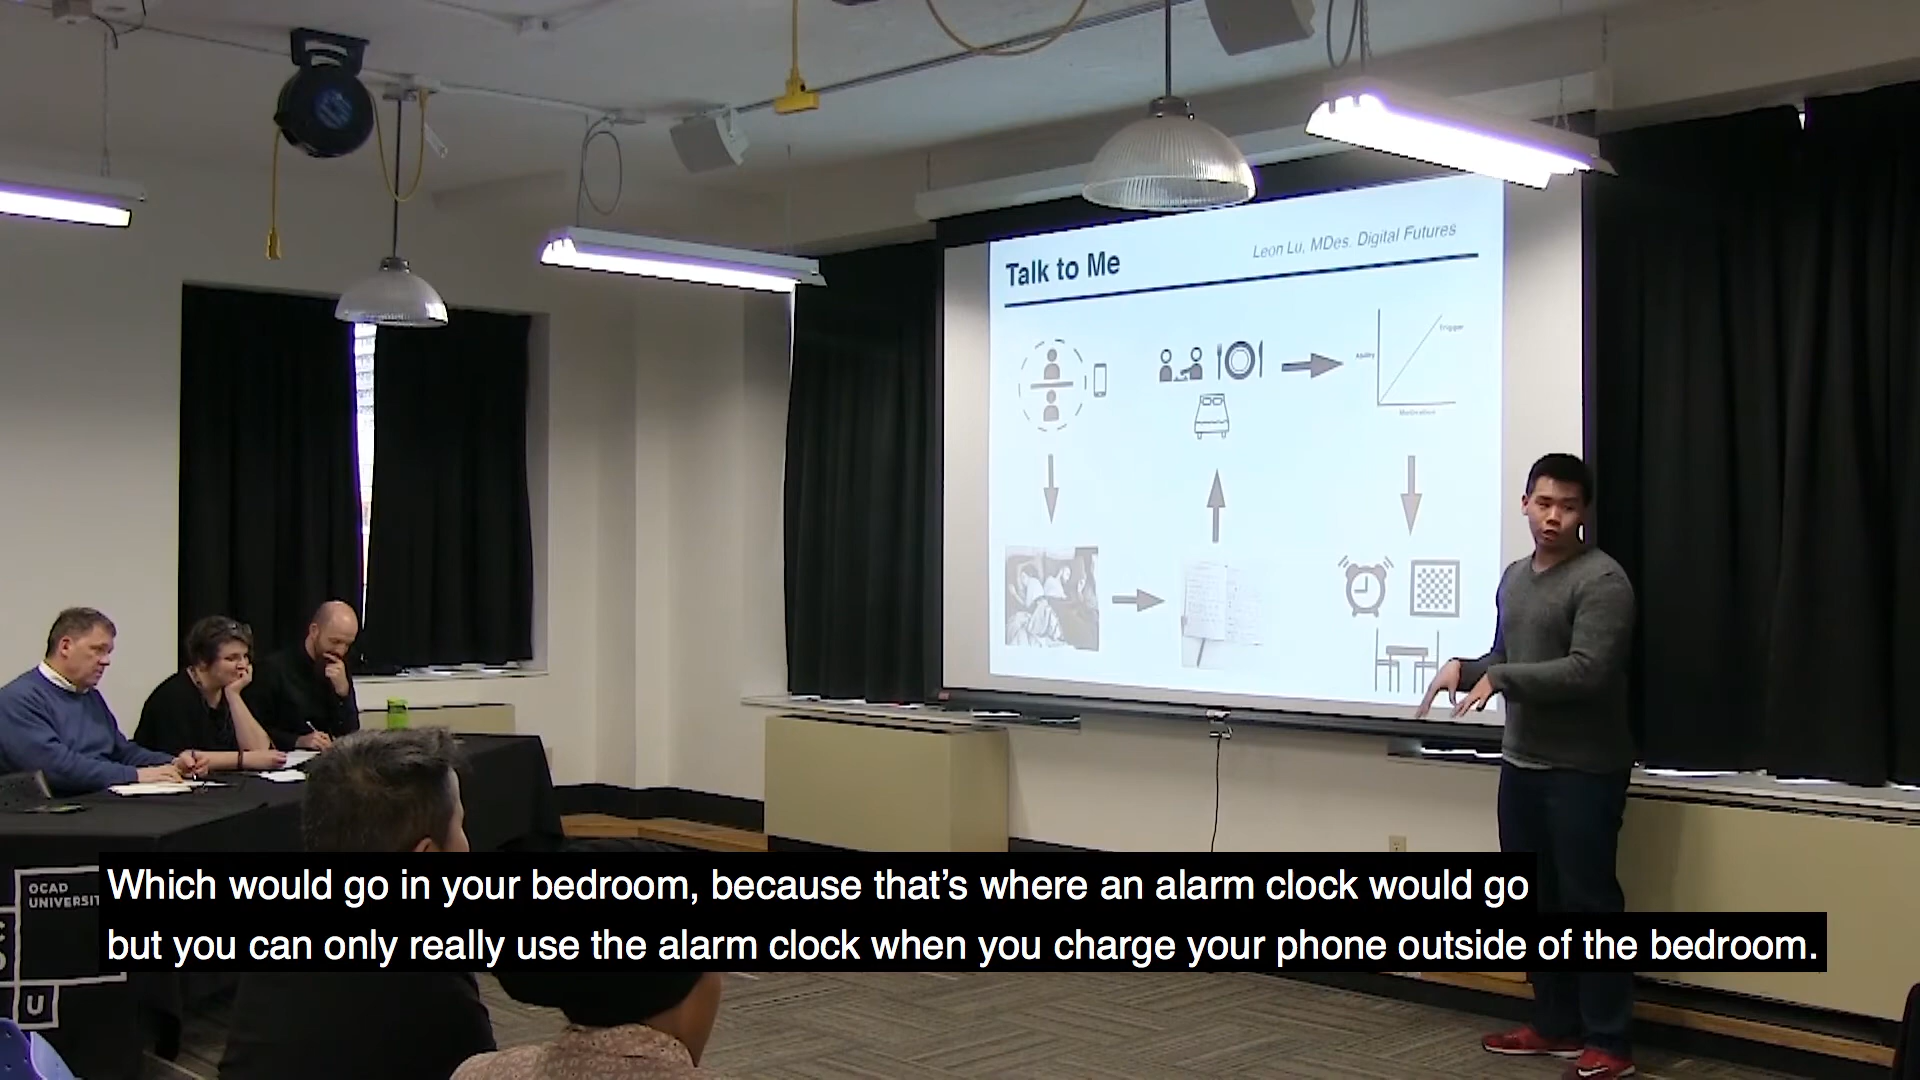 Talk to Me
Leon Lu, MDes. Digital Futures
Trigger
Ability
Motivation
OCAD
UNIVERSIT
U
Which would go in your bedroom, because that’s where an alarm clock would go
but you can only really use the alarm clock when you charge your phone outside of the bedroom.